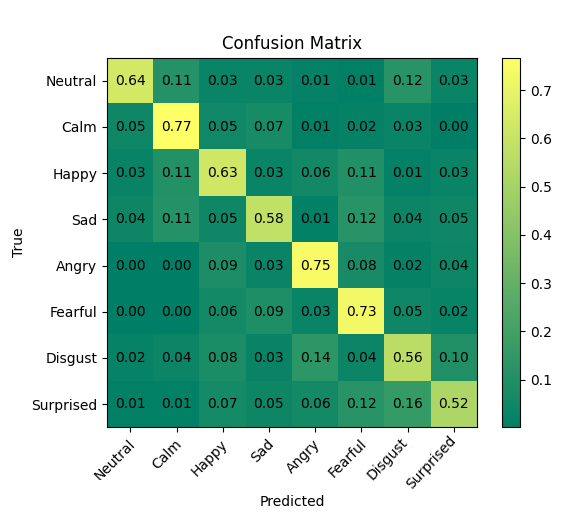 Confusion Matrix
Neutral 0.64 0.11 0.03 0.03 0.01 0.01 0.12 0.03
Calm 0.05 0.77 0.05 0.07 0.01 0.02 0.03 0.00
Happy 0.03 0.11 0.63 0.03 0.06 0.11 0.01 0.03
Sad 0.04 0.11 0.05 0.58 0.01 0.12 0.04 0.05
Angry 0.00 0.00 0.09 0.03 0.75 0.08 0.02 0.04
Fearful 0.00 0.00 0.06 0.09 0.03 0.73 0.05 0.02
Disgust 0.02 0.04 0.08 0.03 0.14 0.04 0.56 0.10
Surprised 0.01 0.01 0.07 0.05 0.06 0.12 0.16 0.52
True
Neutral Calm Happy Sad Angry Fearful Disgust Surprised
Predicted
0.7
0.6
0.5
0.4
0.3
0.2
0.1